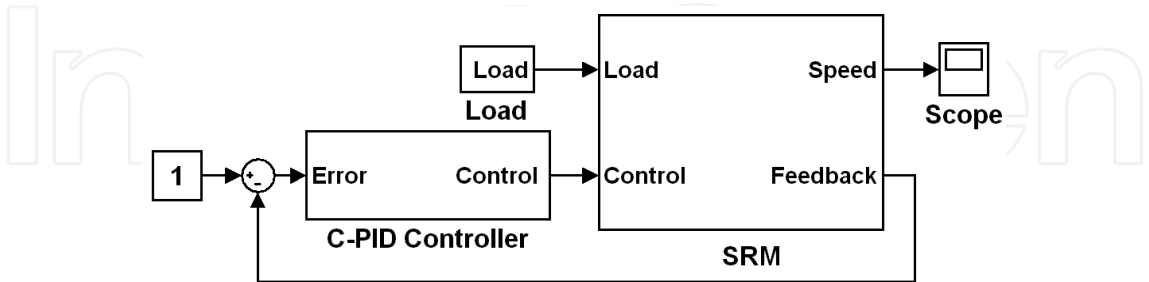 Load
Load
Load
Speed
Scope
1
+
-
Error
Control
C-PID Controller
Control
Feedback
SRM